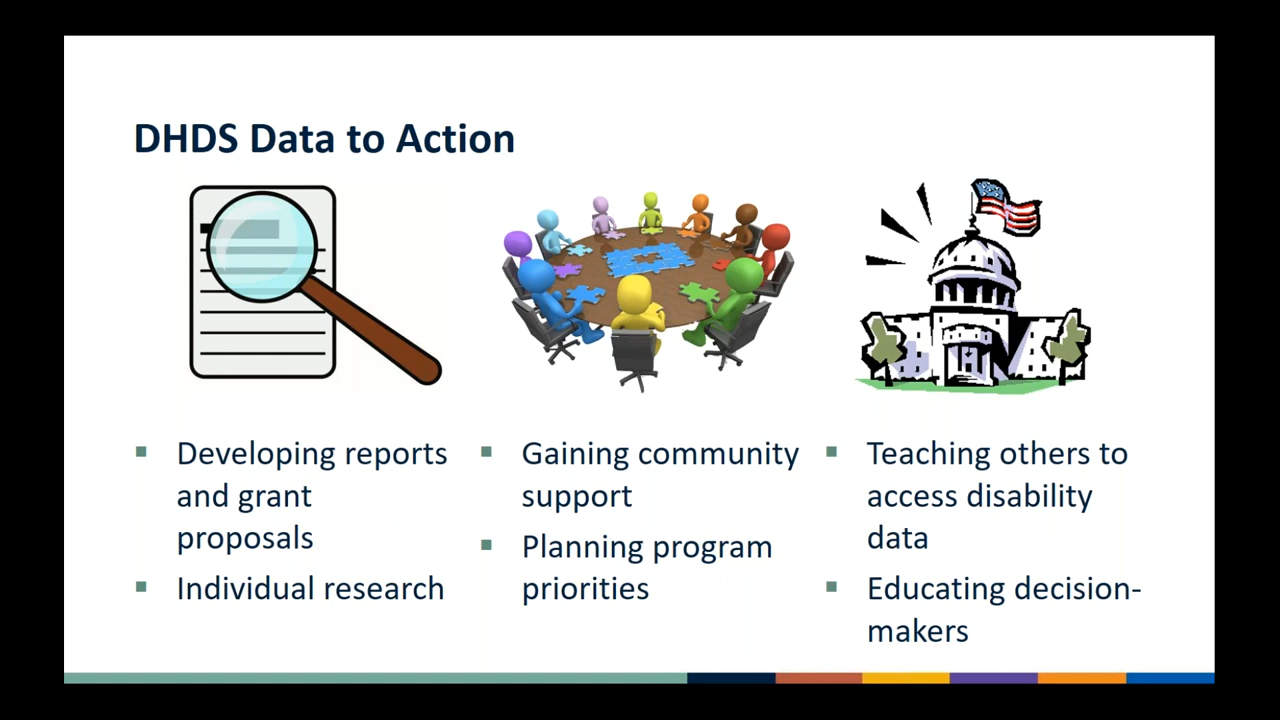 DHDS Data to Action
▪ Developing reports
and grant
proposals
▪ Individual research
▪ Gaining community
support
▪ Planning program
priorities
▪ Teaching others to
access disability
data
▪ Educating decision-
makers